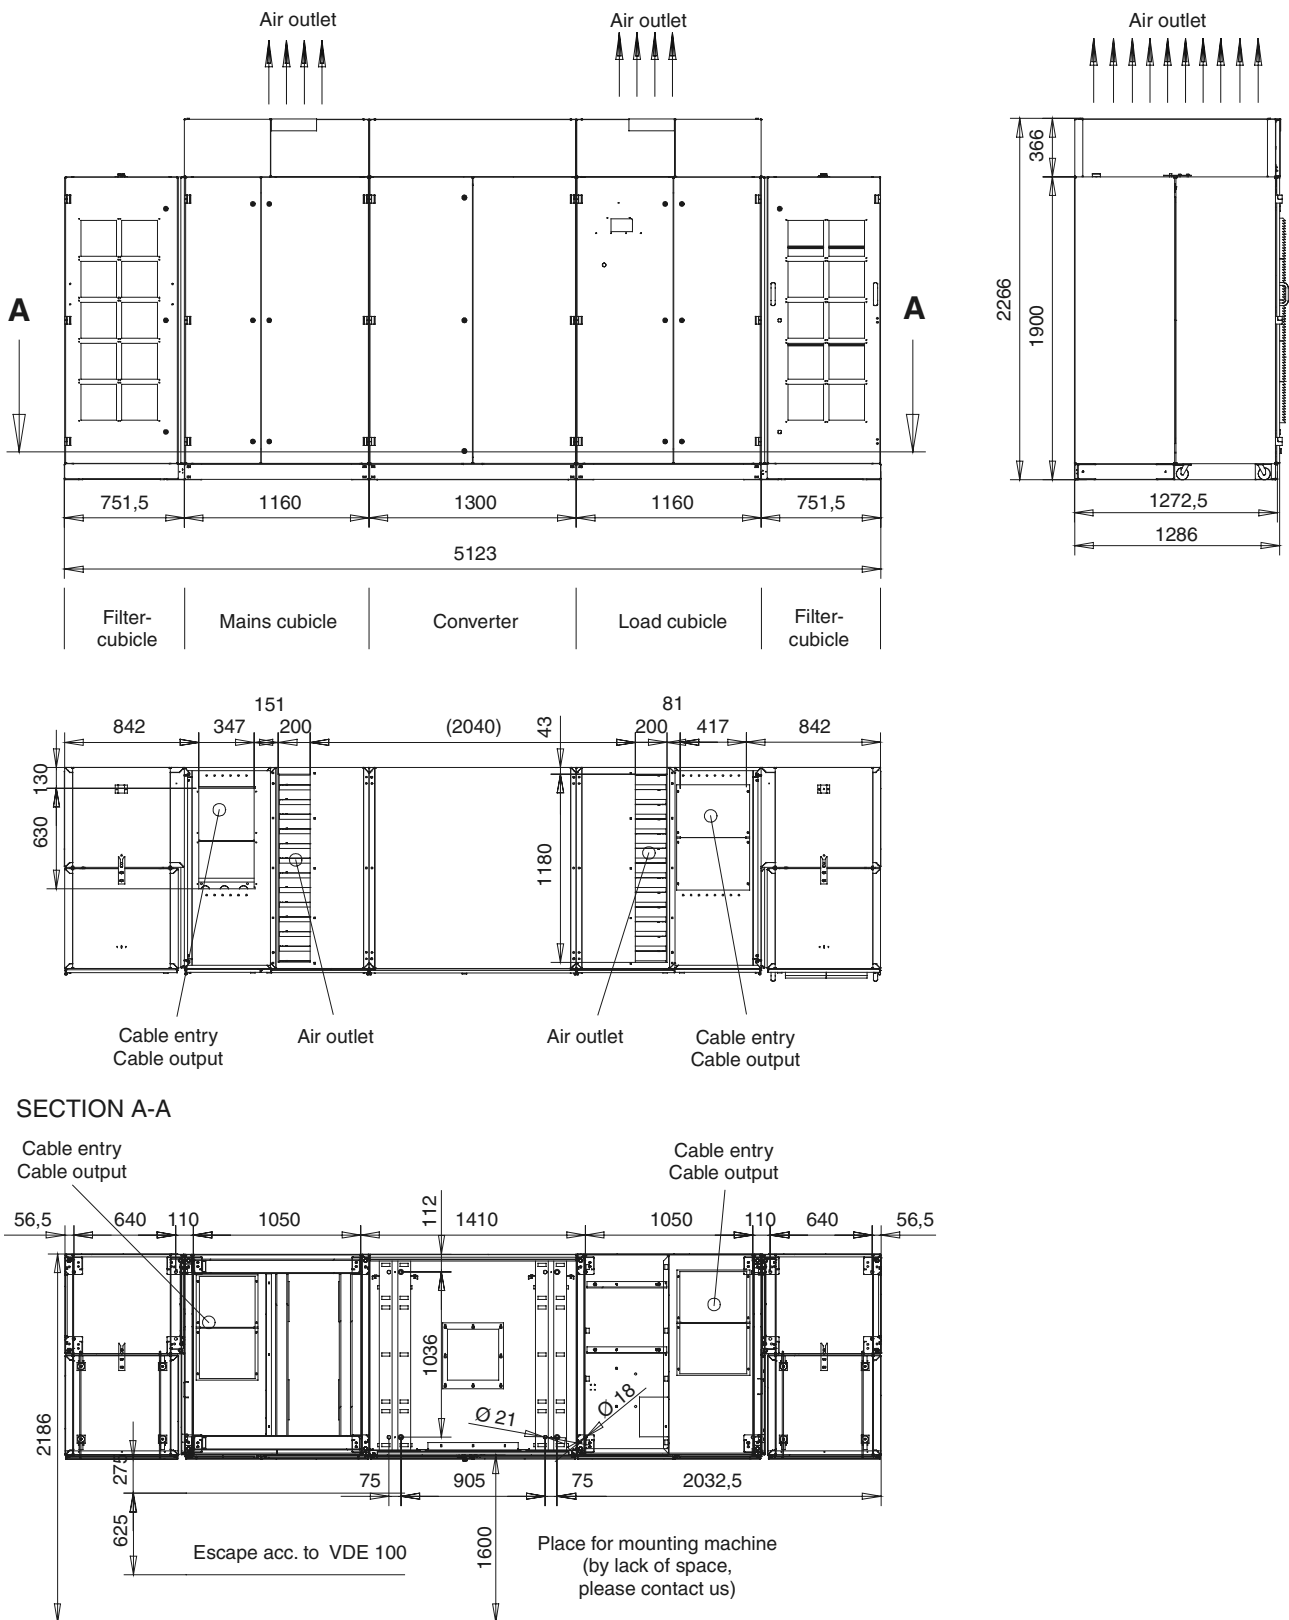 Air outlet
Air outlet
Air outlet
366
2266
1900
A
A
751,5
1160
1300
1160
751,5
1272,5
1286
5123
Filter-
cubicle
Mains cubicle
Converter
Load cubicle
Filter-
cubicle
151
81
842
347
200
(2040)
43
200
417
842
130
630
1180
Cable entry
Cable output
Air outlet
Air outlet
Cable entry
Cable output
SECTION A-A
Cable entry
Cable output
Cable entry
Cable output
56,5
640
110
1050
1410
112
1050
110
640
56,5
1036
Ø 18
Ø 21
2186
275
75
905
75
2032,5
625
1600
Escape acc. to VDE 100
Place for mounting machine
(by lack of space,
please contact us)